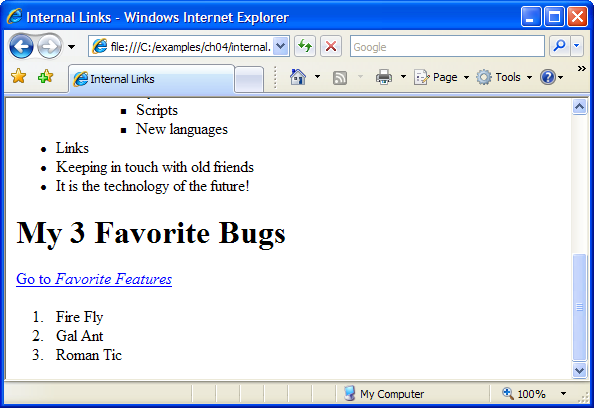 Internal Links - Windows Internet Explorer
file:///C:/examples/ch04/internal.
Google
Internal Links
Page
Tools
»
Scripts
New languages
Links
Keeping in touch with old friends
It is the technology of the future!
My 3 Favorite Bugs
Go to Favorite Features
1. Fire Fly
2. Gal Ant
3. Roman Tic
My Computer
100%